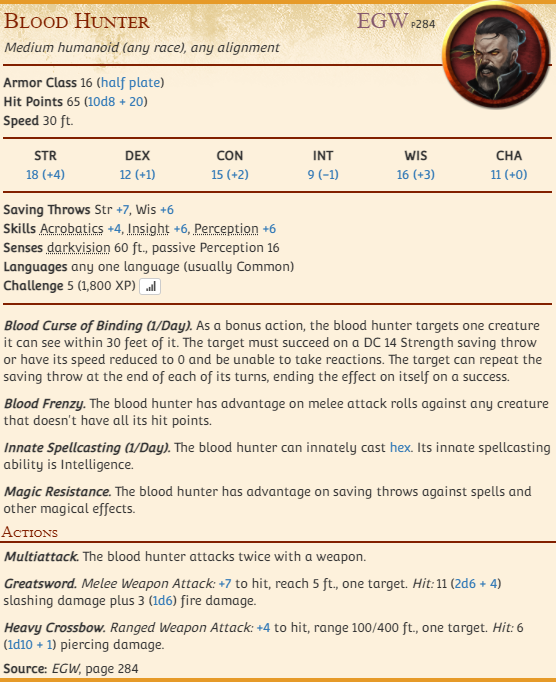 Blood Hunter EGW P284
Medium humanoid (any race), any alignment
Armor Class 16 (half plate)
Hit Points 65 (10d8 + 20)
Speed 30 ft.
STR DEX CON INT WIS CHA
18 (+4) 12 (+1) 15 (+2) 9 (−1) 16 (+3) 11 (+0)
Saving Throws Str +7, Wis +6
Skills Acrobatics +4, Insight +6, Perception +6
Senses darkvision 60 ft., passive Perception 16
Languages any one language (usually Common)
Challenge 5 (1,800 XP)
Blood Curse of Binding (1/Day). As a bonus action, the blood hunter targets one creature
it can see within 30 feet of it. The target must succeed on a DC 14 Strength saving throw
or have its speed reduced to 0 and be unable to take reactions. The target can repeat the
saving throw at the end of each of its turns, ending the effect on itself on a success.
Blood Frenzy. The blood hunter has advantage on melee attack rolls against any creature
that doesn't have all its hit points.
Innate Spellcasting (1/Day). The blood hunter can innately cast hex. Its innate spellcasting
ability is Intelligence.
Magic Resistance. The blood hunter has advantage on saving throws against spells and
other magical effects.
Actions
Multiattack. The blood hunter attacks twice with a weapon.
Greatsword. Melee Weapon Attack: +7 to hit, reach 5 ft., one target. Hit: 11 (2d6 + 4)
slashing damage plus 3 (1d6) fire damage.
Heavy Crossbow. Ranged Weapon Attack: +4 to hit, range 100/400 ft., one target. Hit: 6
(1d10 + 1) piercing damage.
Source: EGW, page 284